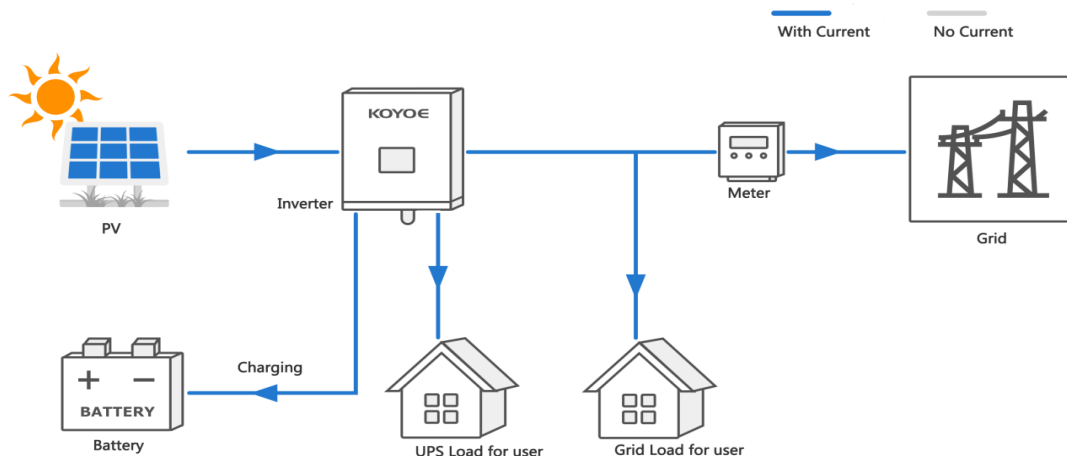 With Current
No Current
KOYOE
Inverter
Meter
PV
Grid
Charging
BATTERY
Battery
UPS Load for user
Grid Load for user